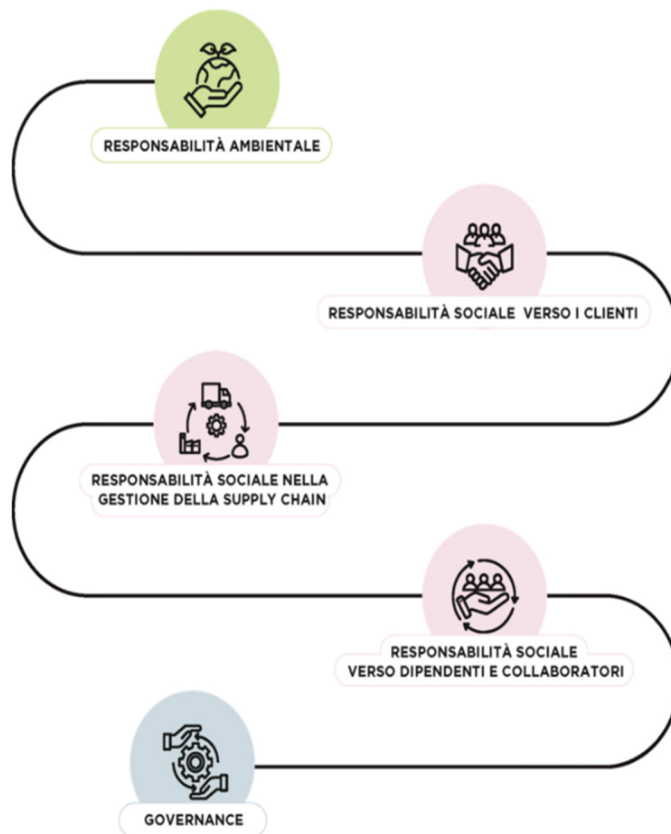 RESPONSABILITÀ AMBIENTALE
RESPONSABILITÀ SOCIALE VERSO I CLIENTI
RESPONSABILITÀ SOCIALE NELLA
GESTIONE DELLA SUPPLY CHAIN
RESPONSABILITÀ SOCIALE
VERSO DIPENDENTI E COLLABORATORI
GOVERNANCE